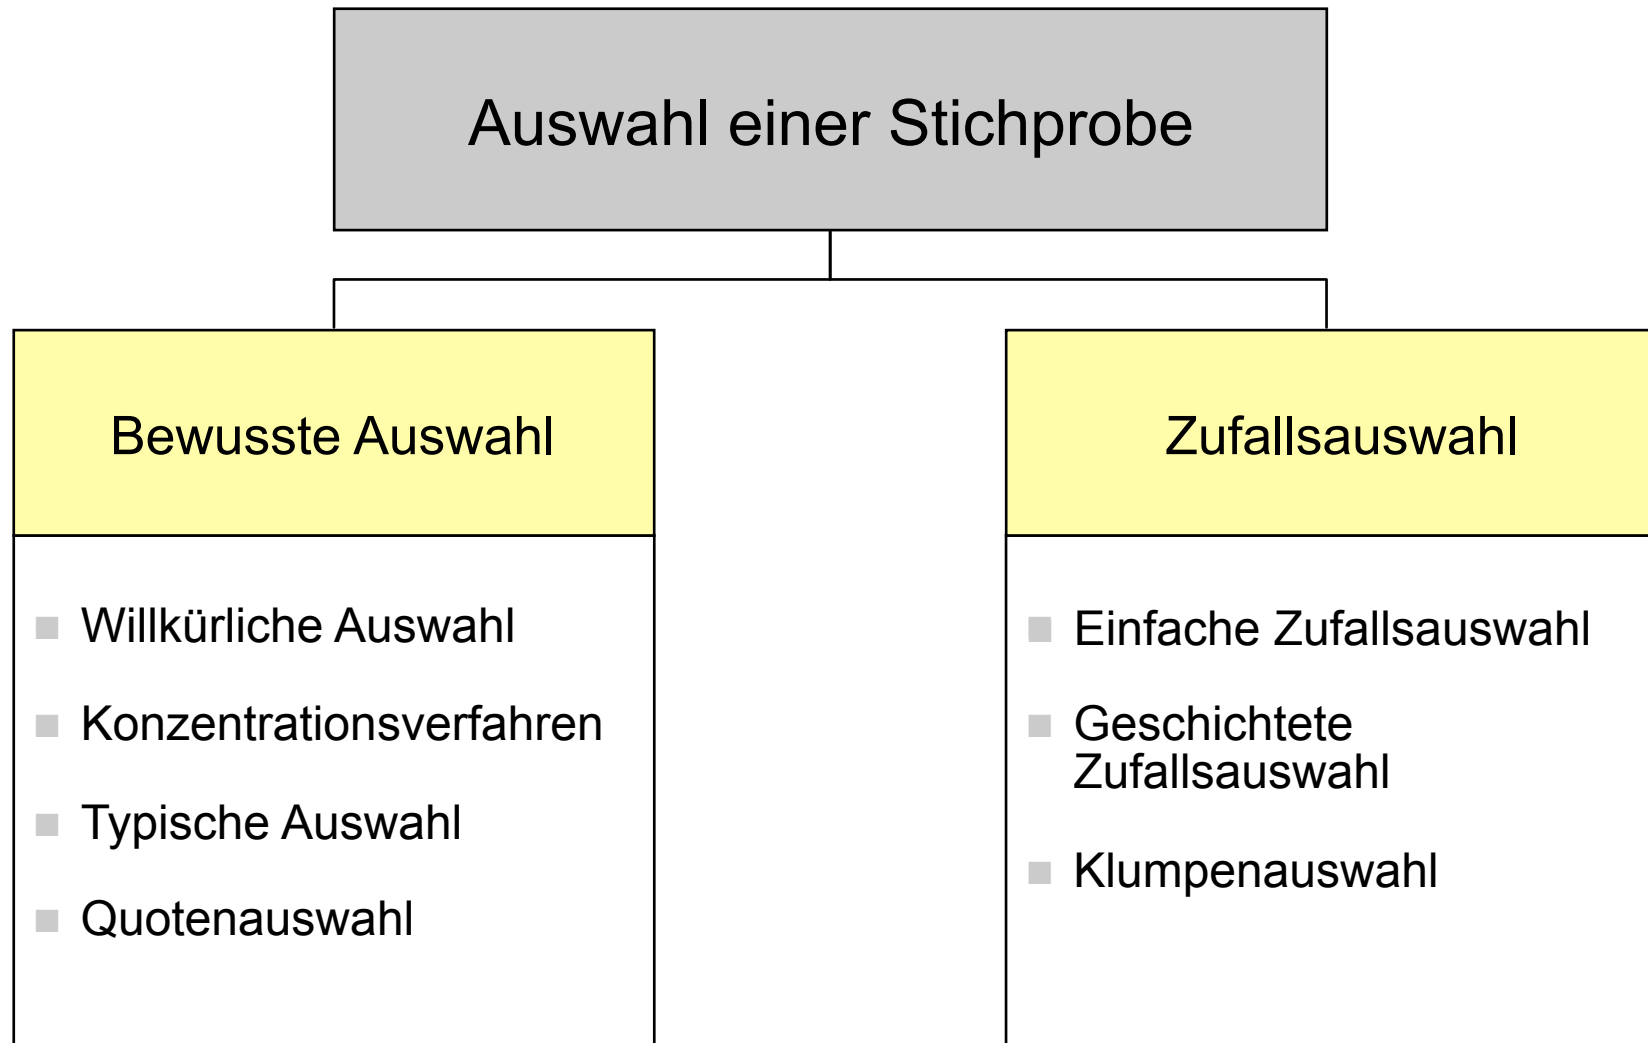 Auswahl einer Stichprobe
Bewusste Auswahl
Willkürliche Auswahl
Konzentrationsverfahren
Typische Auswahl
Quotenauswahl
Zufallsauswahl
Einfache Zufallsauswahl
Geschichtete
Zufallsauswahl
Klumpenauswahl